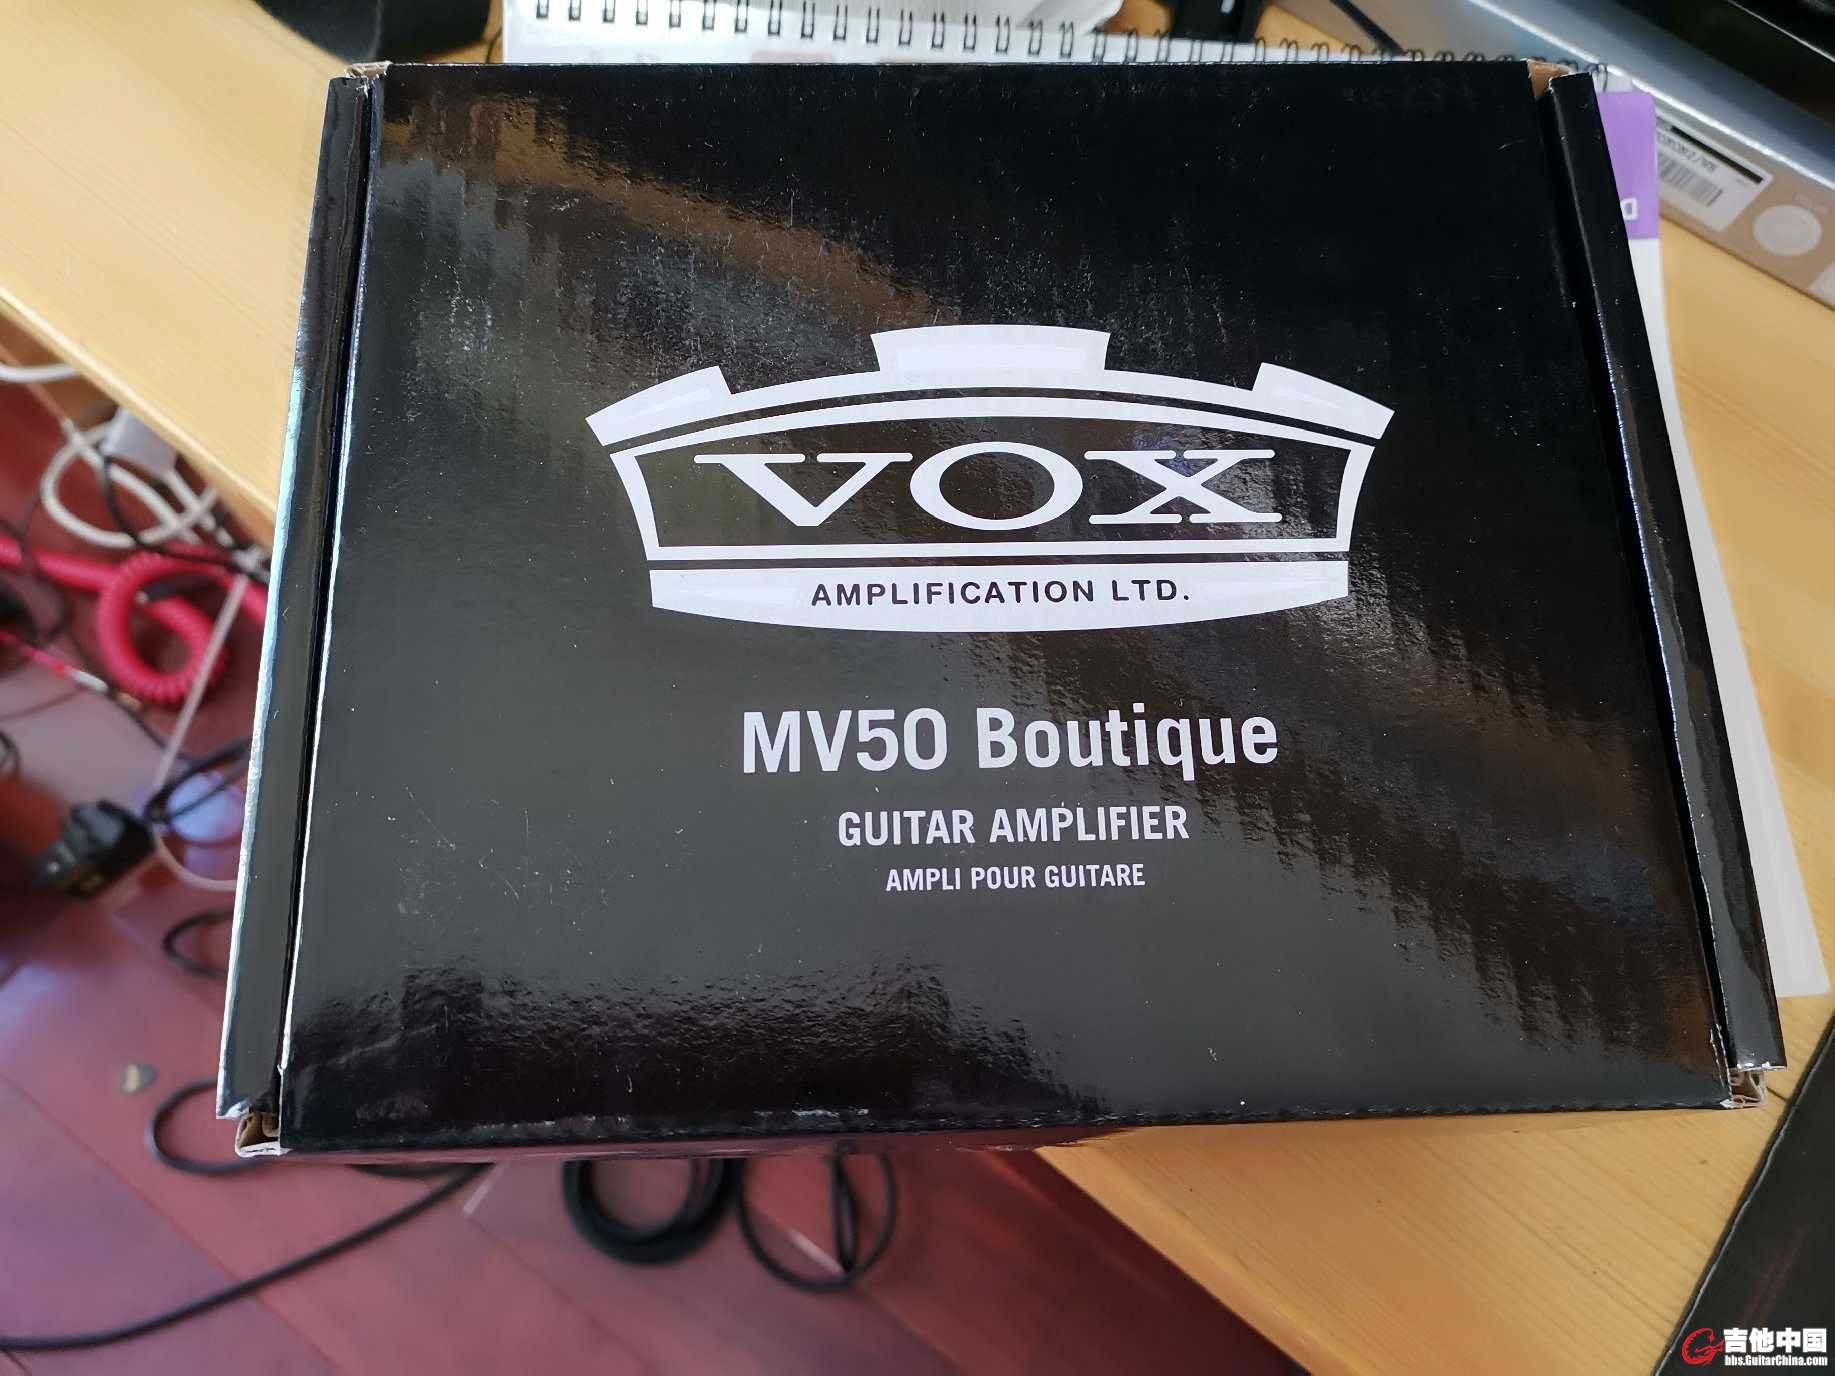 VOX
AMPLIFICATION LTD.
MV50 Boutique
GUITAR AMPLIFIER
AMPLI POUR GUITARE
吉他中国
bbs.GuitarChina.com